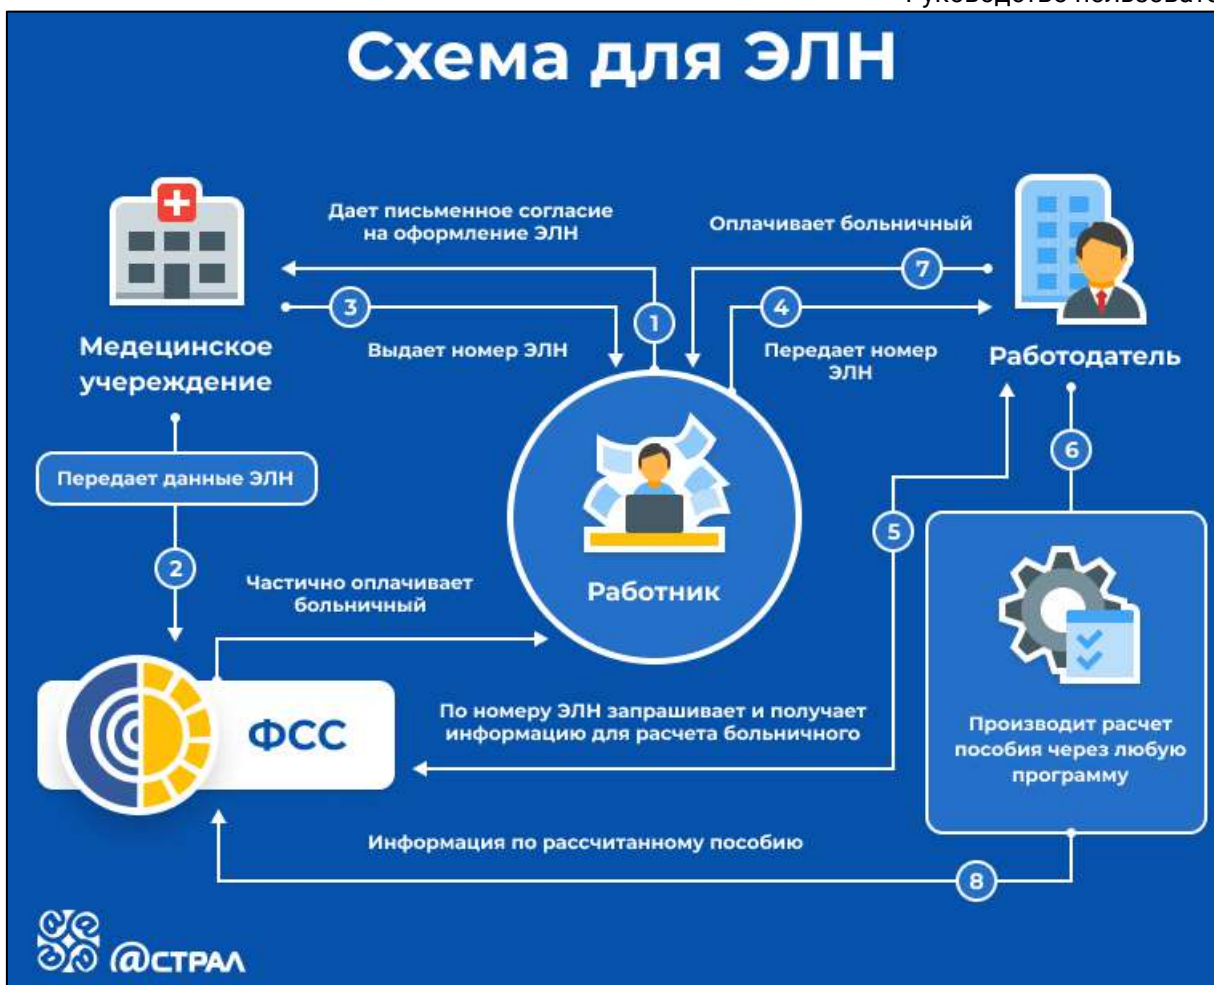 Схема для ЭЛН
Дает письменное согласие
на оформление ЭЛН
Оплачивает больничный
7
3
1
4
Выдает номер ЭЛН
Передает номер
ЭЛН
Медецинское
учереждение
Работодатель
6
Передает данные ЭЛН
5
2
Частично оплачивает
больничный
Работник
ФСС
По номеру ЭЛН запрашивает и получает
информацию для расчета больничного
Производит расчет
пособия через любую
программу
Информация по рассчитанному пособию
8
@СТРАЛ